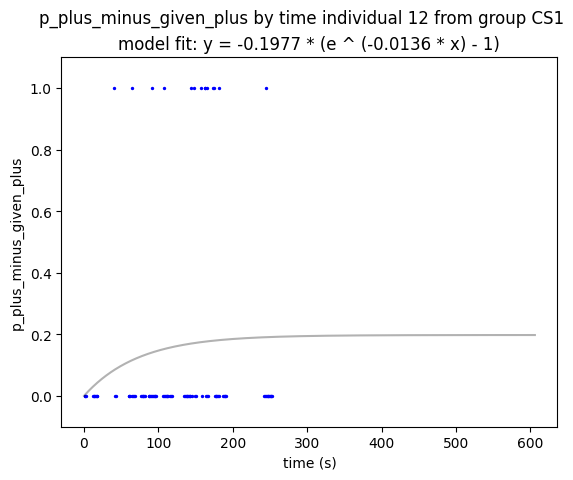 p_plus_minus_given_plus by time individual 12 from group CS1
model fit: y = -0.1977 * (e ^ (-0.0136 * x) - 1)
1.0
0.8
0.6
0.4
0.2
0.0
p_plus_minus_given_plus
0 100 200 300 400 500 600
time (s)